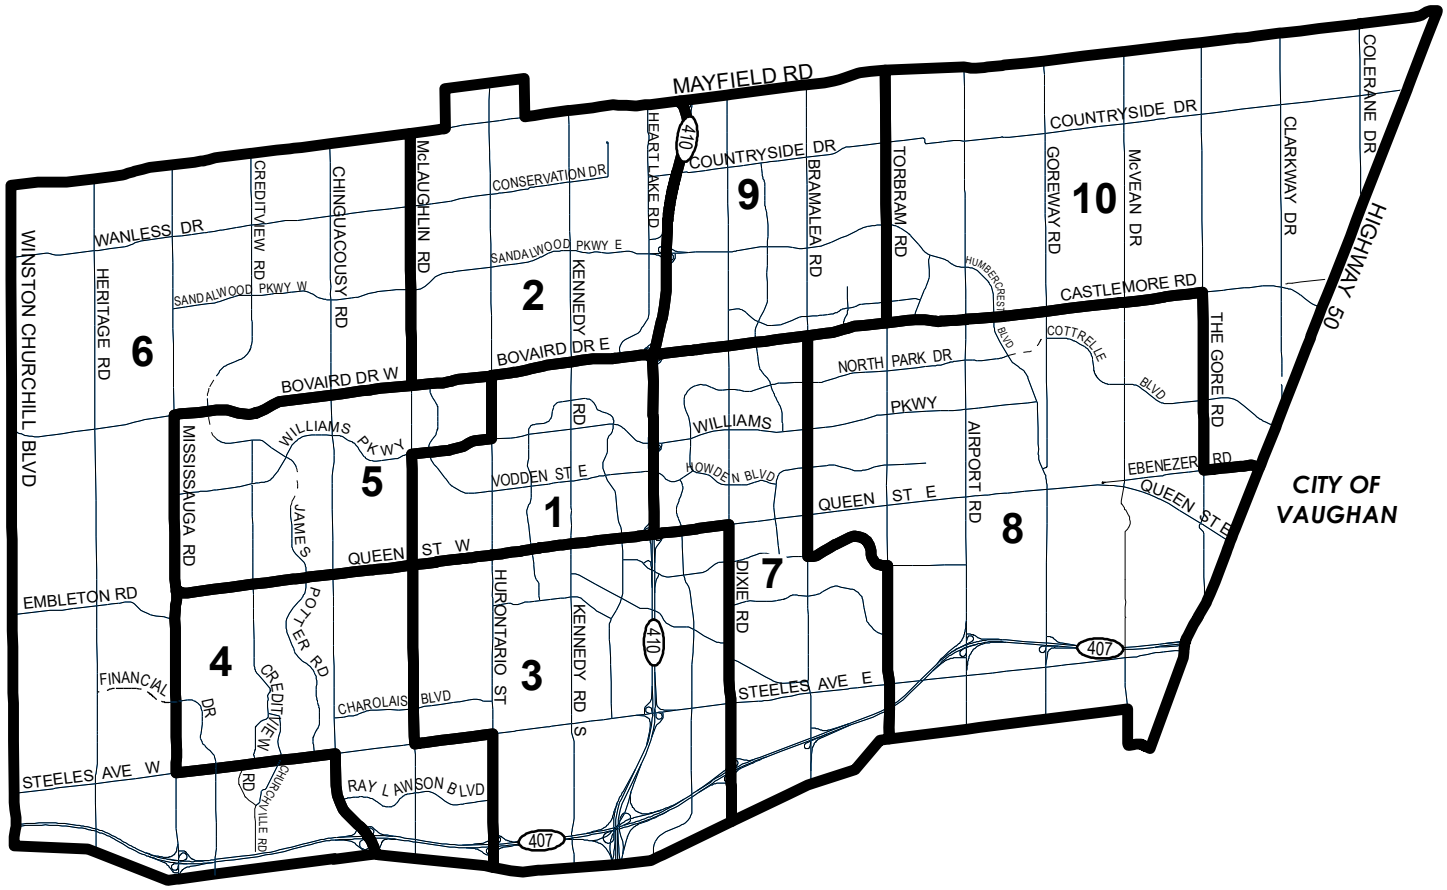 MAYFIELD RD
410
COLERANE DR
COUNTRYSIDE DR
CLARKWAY DR
HEART LAKE RD
COUNTRYSIDE DR
McLAUGHLIN RD
CONSERVATION DR
BRAMALEA RD
TORBRAM RD
GOREWAY RD
McVEAN DR
CREDITVIEW RD
CHINGUACOUSY RD
9
10
HIGHWAY 50
WANLESS DR
WINSTON CHURCHILL BLVD
SANDALWOOD PKWY E
HERITAGE RD
KENNEDY
HUMBERCREST
BLVD
SANDALWOOD PKWY W
2
CASTLEMORE RD
THE GORE RD
6
BOVAIRD DR E
COTTRELLE
BLVD
NORTH PARK DR
BOVAIRD DR W
RD
WILLIAMS
PKWY
MISSISSAUGA RD
WILLIAMS PKWY
AIRPORT RD
5
VODDEN ST E
HOWDEN BLVD
EBENEZER RD
QUEEN ST E
QUEEN ST E
CITY OF
VAUGHAN
1
8
JAMES
POTTER RD
QUEEN ST W
HURONTARIO ST
7
DIXIE RD
EMBLETON RD
KENNEDY RD S
410
407
4
3
FINANCIAL
DR
CREDITVIEW
RD
CHAROLAIS BLVD
STEELES AVE E
STEELES AVE W
CHURCHVILLE RD
RAY LAWSON BLVD
407